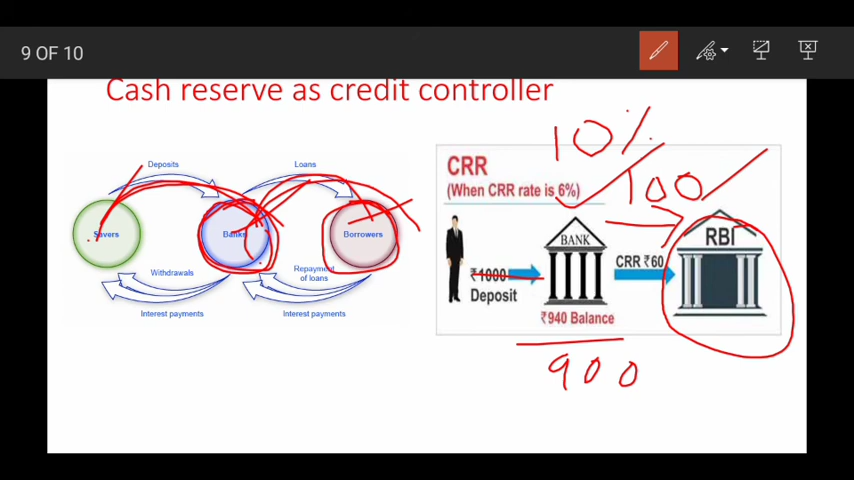 9 OF 10
Cash reserve as credit controller
Deposits
Loans
Savers
Banks
Borrowers
Withdrawals
Repayment
of loans
Interest payments
Interest payments
10%
CRR
(When CRR rate is 6%)
100
BANK
RBI
CRR ₹60
₹1000
Deposit
₹940 Balance
900